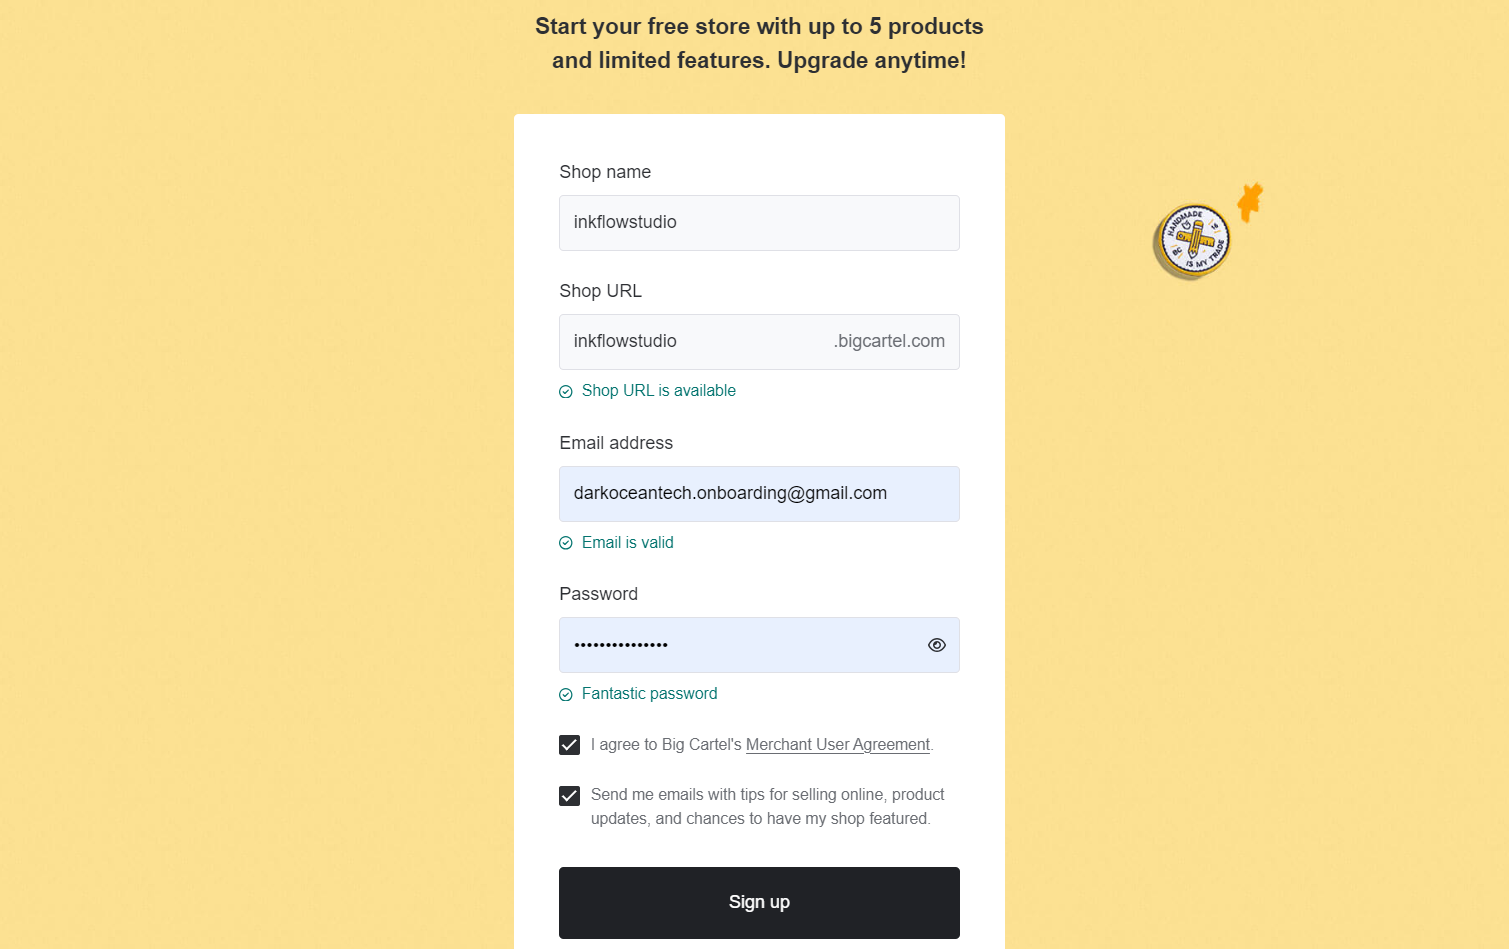 Start your free store with up to 5 products
and limited features. Upgrade anytime!
Shop name
inkflowstudio
HANDMADE
IS
BC
IS MY TRADE
Shop URL
inkflowstudio .bigcartel.com
Shop URL is available
Email address
darkoceantech.onboarding@gmail.com
Email is valid
Password
•••••••••••••••
Fantastic password
I agree to Big Cartel's Merchant User Agreement.
Send me emails with tips for selling online, product
updates, and chances to have my shop featured.
Sign up